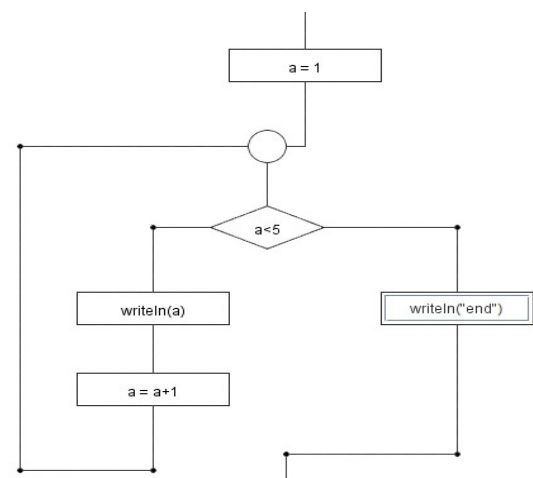 a = 1
a<5
writeln(a)
writeln("end")
a = a+1